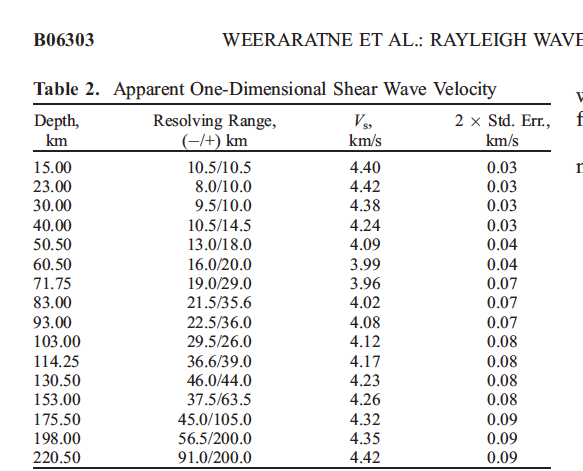 B06303 WEERARATNE ET AL.: RAYLEIGH WAVE
Table 2. Apparent One-Dimensional Shear Wave Velocity
Depth, Resolving Range, Vs, 2 × Std. Err.,
km (−/+) km km/s km/s
15.00 10.5/10.5 4.40 0.03
23.00 8.0/10.0 4.42 0.03
30.00 9.5/10.0 4.38 0.03
40.00 10.5/14.5 4.24 0.03
50.50 13.0/18.0 4.09 0.04
60.50 16.0/20.0 3.99 0.04
71.75 19.0/29.0 3.96 0.07
83.00 21.5/35.6 4.02 0.07
93.00 22.5/36.0 4.08 0.07
103.00 29.5/26.0 4.12 0.08
114.25 36.6/39.0 4.17 0.08
130.50 46.0/44.0 4.23 0.08
153.00 37.5/63.5 4.26 0.08
175.50 45.0/105.0 4.32 0.09
198.00 56.5/200.0 4.35 0.09
220.50 91.0/200.0 4.42 0.09